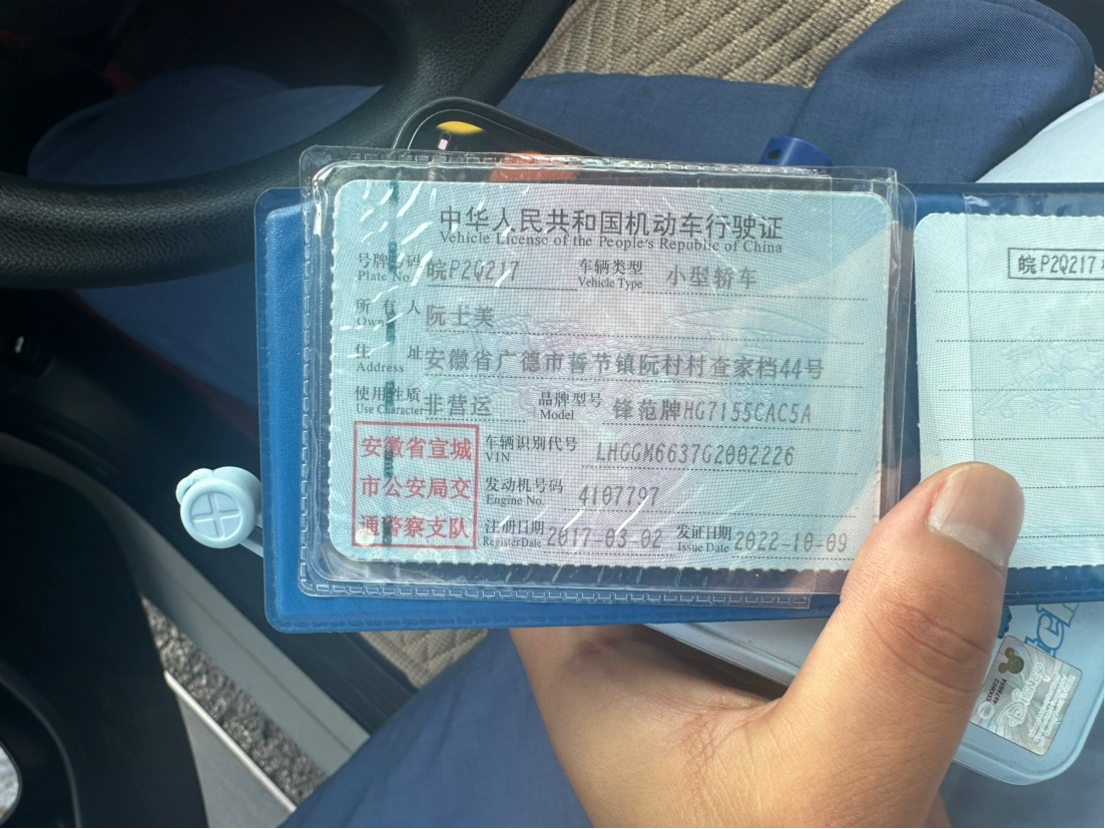 中华人民共和国机动车行驶证
Vehicle License of the People's Republic of China
号牌号码 皖P2Q217 车辆类型 小型轿车
Plate No. Vehicle Type
所有人 阮士美
Owner
住址 安徽省广德市誓节镇阮村村查家档44号
Address
使用性质 非营运 品牌型号 锋范牌HG7155CAC5A
Use Character Model
安徽省宣城 车辆识别代号 LHGGM6637G2002226
VIN
市公安局交 发动机号码 4107797
Engine No.
通警察支队 注册日期 2017-03-02 发证日期 2022-10-09
Register Date Issue Date
皖P2Q217